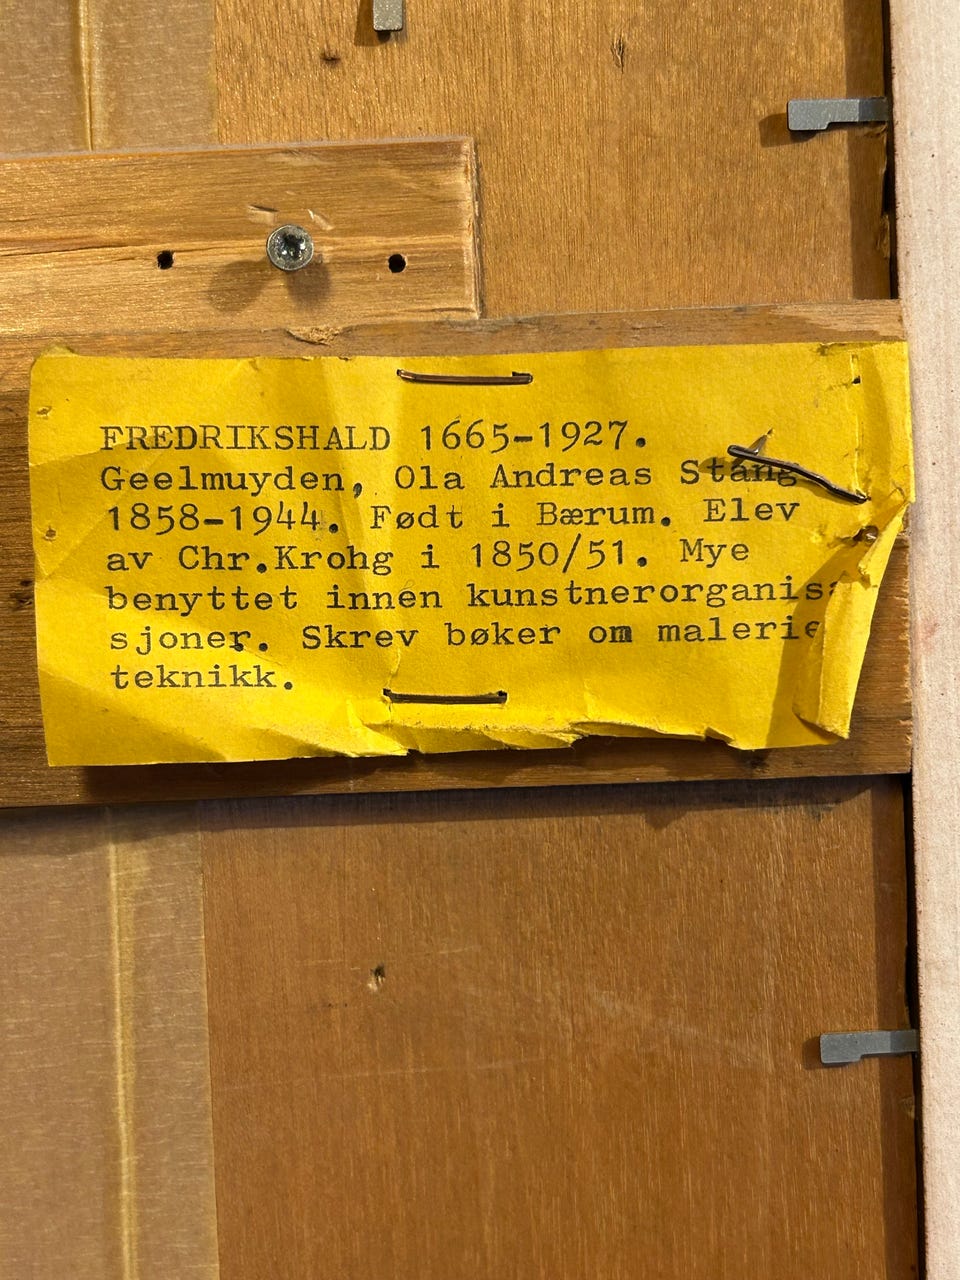 FREDRIKSHALD 1665-1927.
Geelmuyden, Ola Andreas Stang
1858-1944. Født i Bærum. Elev
av Chr.Krohg i 1850/51. Mye
benyttet innen kunstnerorganisa
sjoner. Skrev bøker om malerie
teknikk.